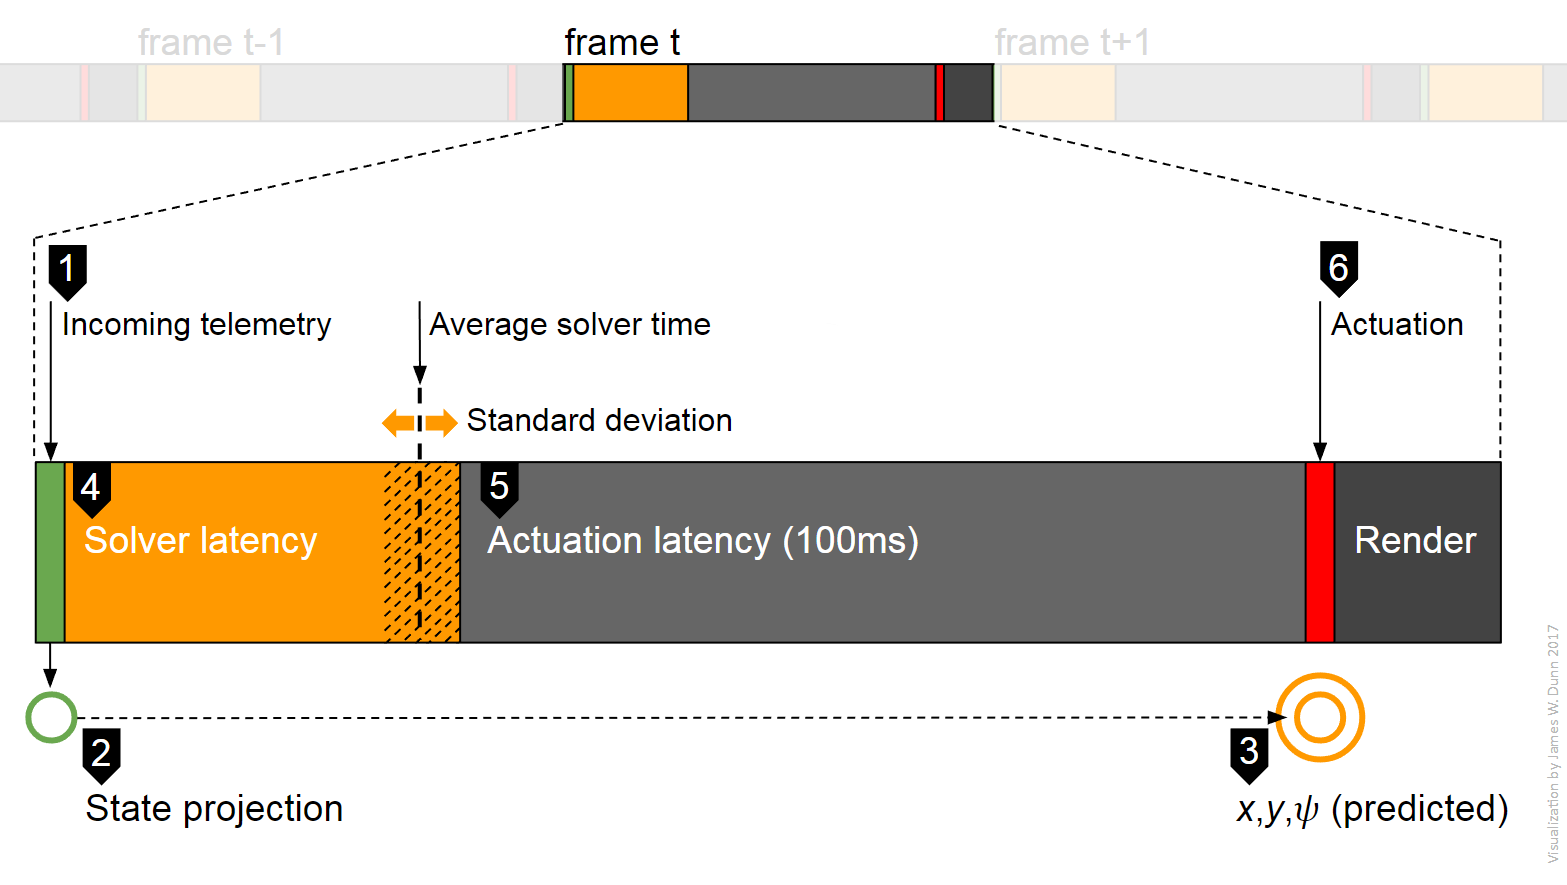 frame t-1
frame t
frame t+1
1
6
Incoming telemetry
Average solver time
Actuation
Standard deviation
4
5
Solver latency
Actuation latency (100ms)
Render
2
3
State projection
x,y,ψ (predicted)
Visualization by James W. Dunn 2017